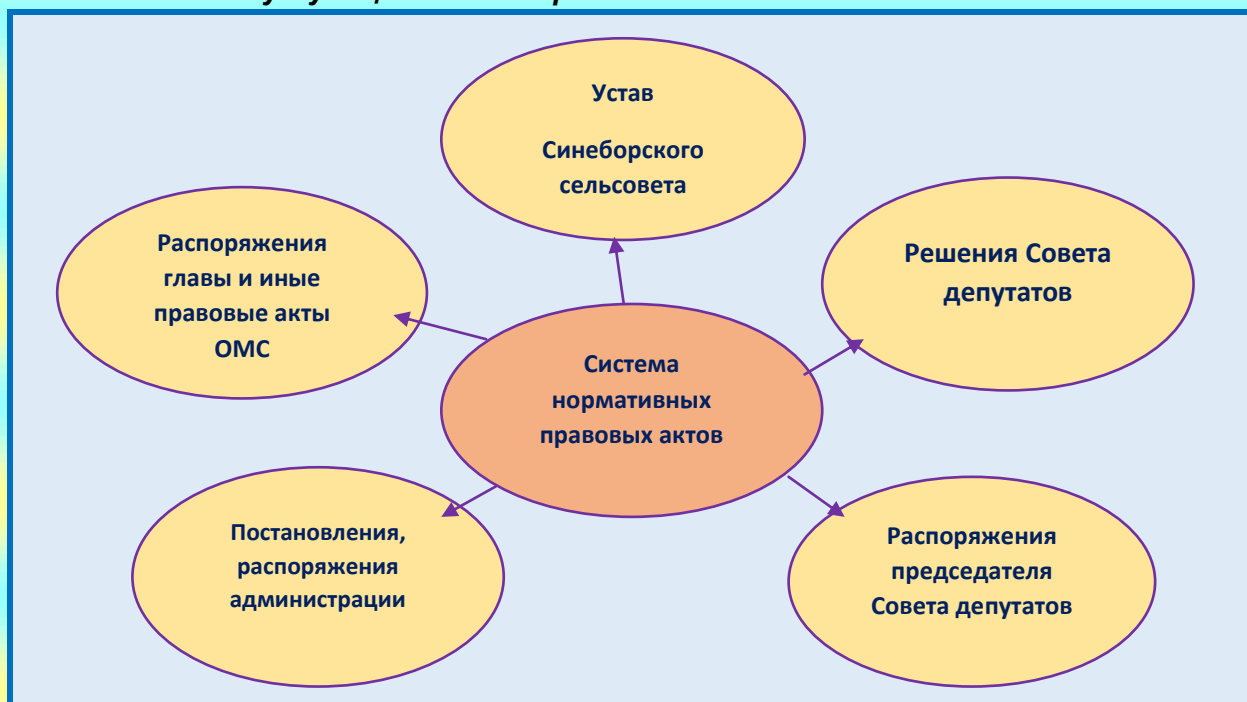 Устав
Синеборского
сельсовета
Распоряжения
главы и иные
правовые акты
ОМС
Решения Совета
депутатов
Система
нормативных
правовых актов
Постановления,
распоряжения
администрации
Распоряжения
председателя
Совета депутатов